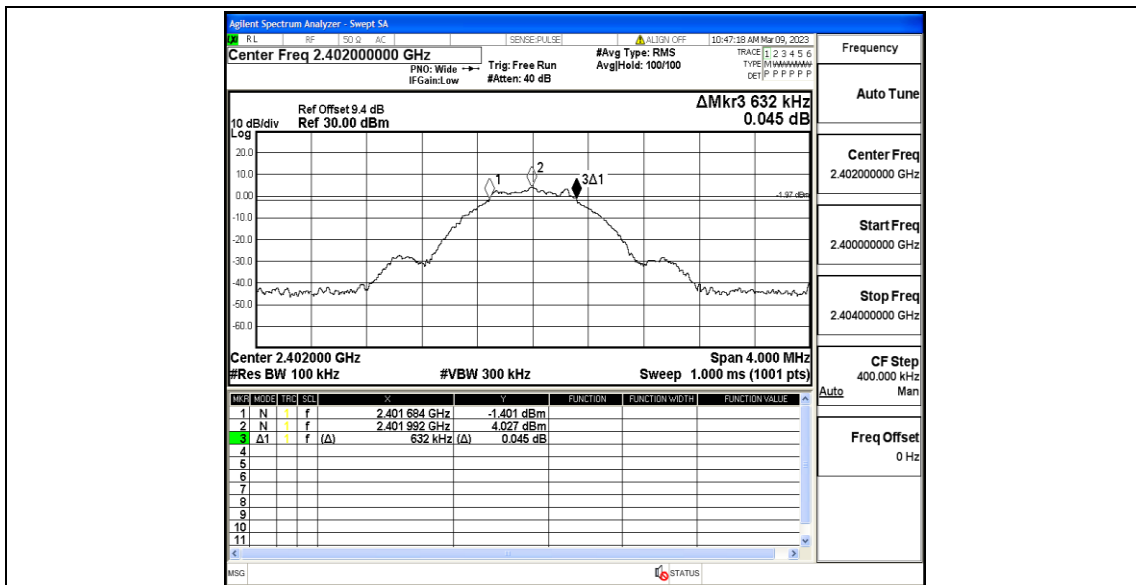 Agilent Spectrum Analyzer - Swept SA
RL RF 50 Ω AC SENSE:PULSE ALIGN OFF 10:47:18 AM Mar 09, 2023
Center Freq 2.402000000 GHz
PNO: Wide
IFGain:Low
Trig: Free Run
#Atten: 40 dB
#Avg Type: RMS
Avg|Hold: 100/100
TRACE 1 2 3 4 5 6
TYPE M WWWWW
DET P P P P P P
Ref Offset 9.4 dB
10 dB/div Ref 30.00 dBm
Log
ΔMkr3 632 kHz
0.045 dB
20.0
10.0
0.00
-10.0
-20.0
-30.0
-40.0
-50.0
-60.0
1
2
3Δ1
-1.97 dBm
Center 2.402000 GHz Span 4.000 MHz
#Res BW 100 kHz #VBW 300 kHz Sweep 1.000 ms (1001 pts)
MKR MODE TRC SCL X Y FUNCTION FUNCTION WIDTH FUNCTION VALUE
1 N 1 f 2.401 684 GHz -1.401 dBm
2 N 1 f 2.401 992 GHz 4.027 dBm
3 Δ1 1 f (Δ) 632 kHz (Δ) 0.045 dB
4
5
6
7
8
9
10
11
MSG STATUS
Frequency
Auto Tune
Center Freq
2.402000000 GHz
Start Freq
2.400000000 GHz
Stop Freq
2.404000000 GHz
CF Step
400.000 kHz
Auto Man
Freq Offset
0 Hz